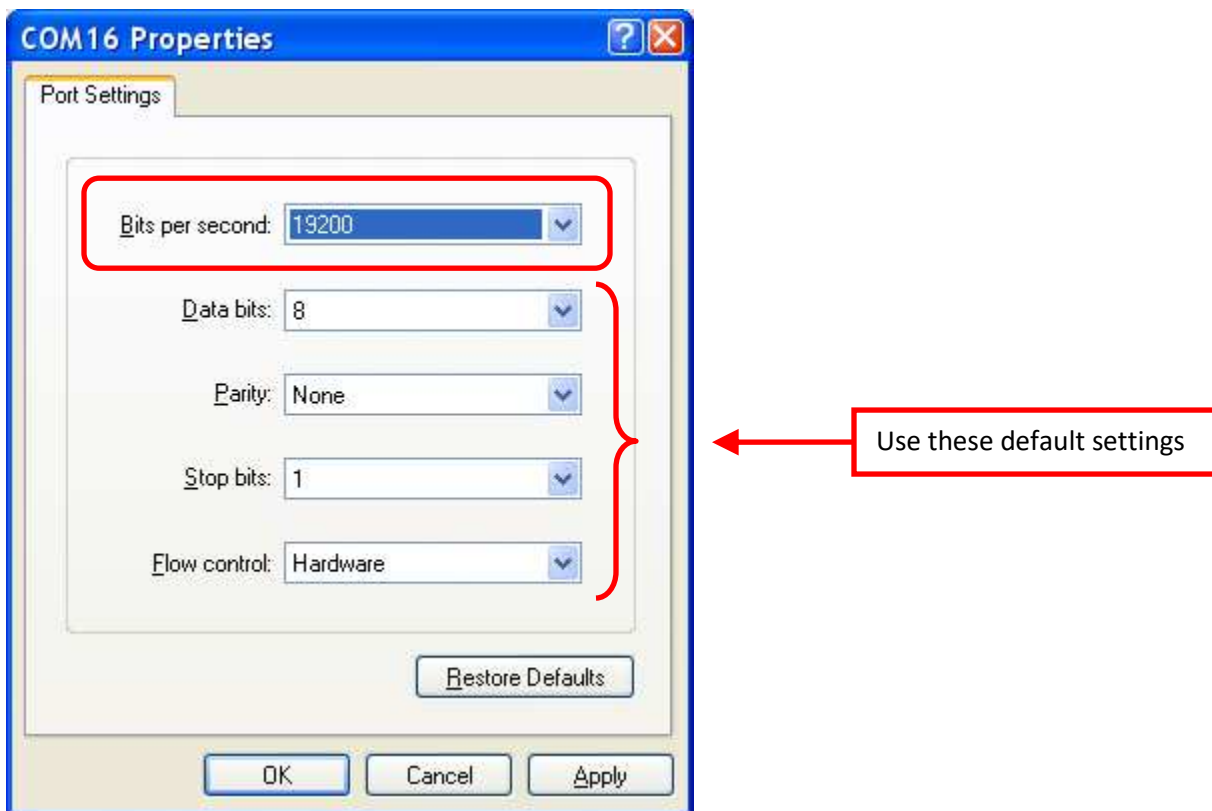 COM16 Properties
Port Settings
Bits per second: 19200
Data bits: 8
Parity: None
Use these default settings
Stop bits: 1
Flow control: Hardware
Restore Defaults
OK Cancel Apply